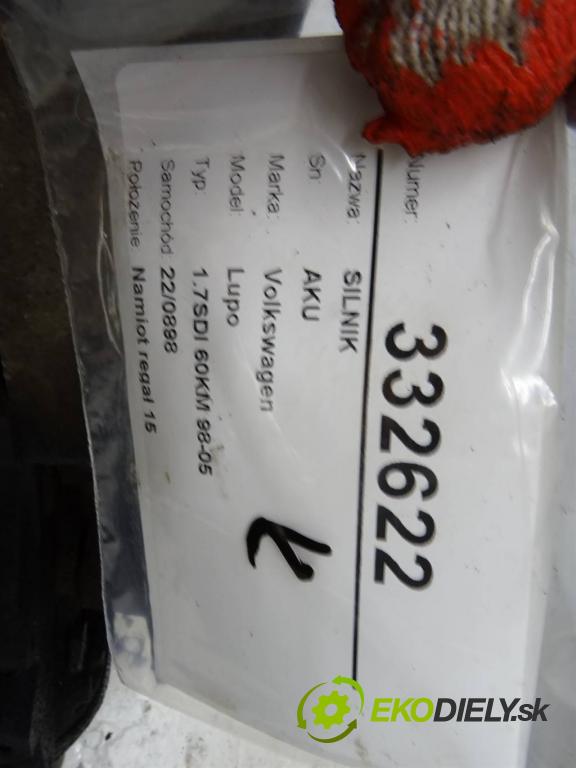 Numer: 332622
Nazwa: SILNIK
Sn: AKU
Marka: Volkswagen
Model: Lupo
Typ: 1.7SDI 60KM 98-05
Samochód: 22/0898
Położenie: Namiot regał 15
EKODIELY.sk